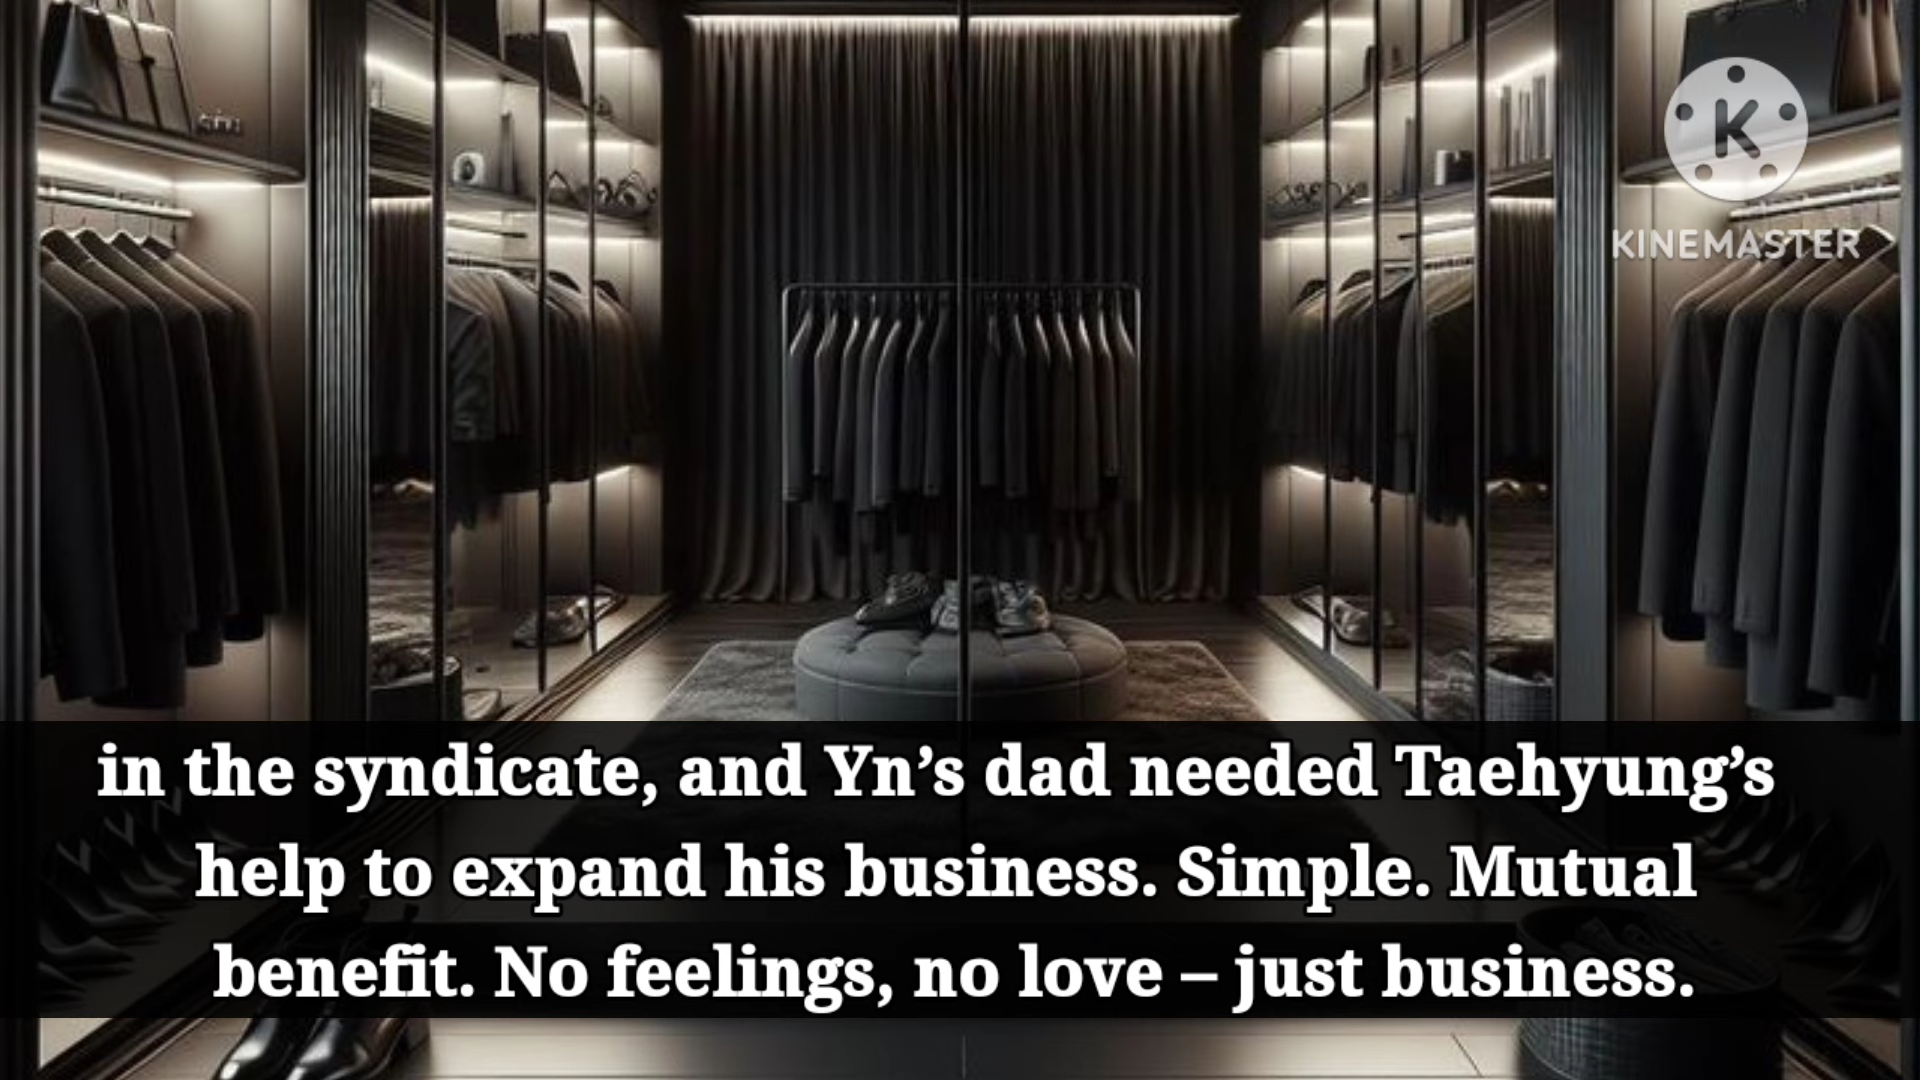 K
KINEMASTER
in the syndicate, and Yn’s dad needed Taehyung’s
help to expand his business. Simple. Mutual
benefit. No feelings, no love – just business.